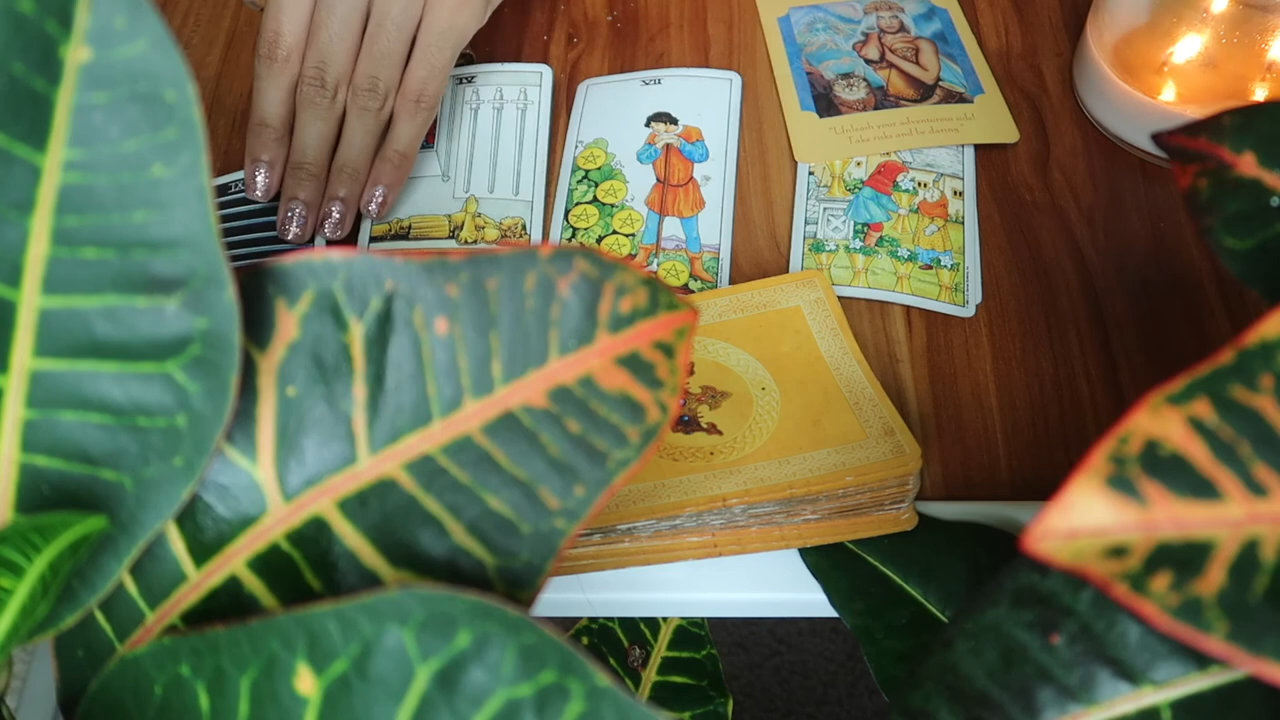 IX
IV
VII
"Unleash your adventurous side!
Take risks and be daring."